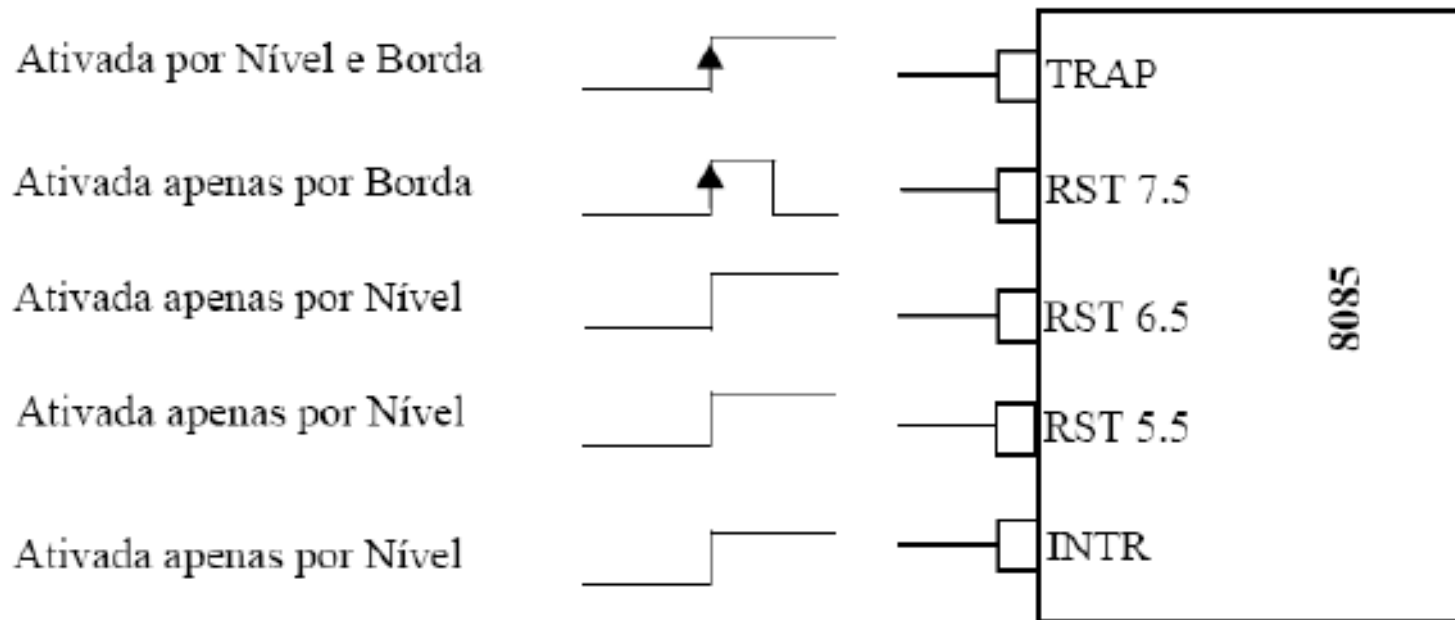 Ativada por Nível e Borda
TRAP
Ativada apenas por Borda
RST 7.5
Ativada apenas por Nível
RST 6.5
Ativada apenas por Nível
RST 5.5
Ativada apenas por Nível
INTR
8085